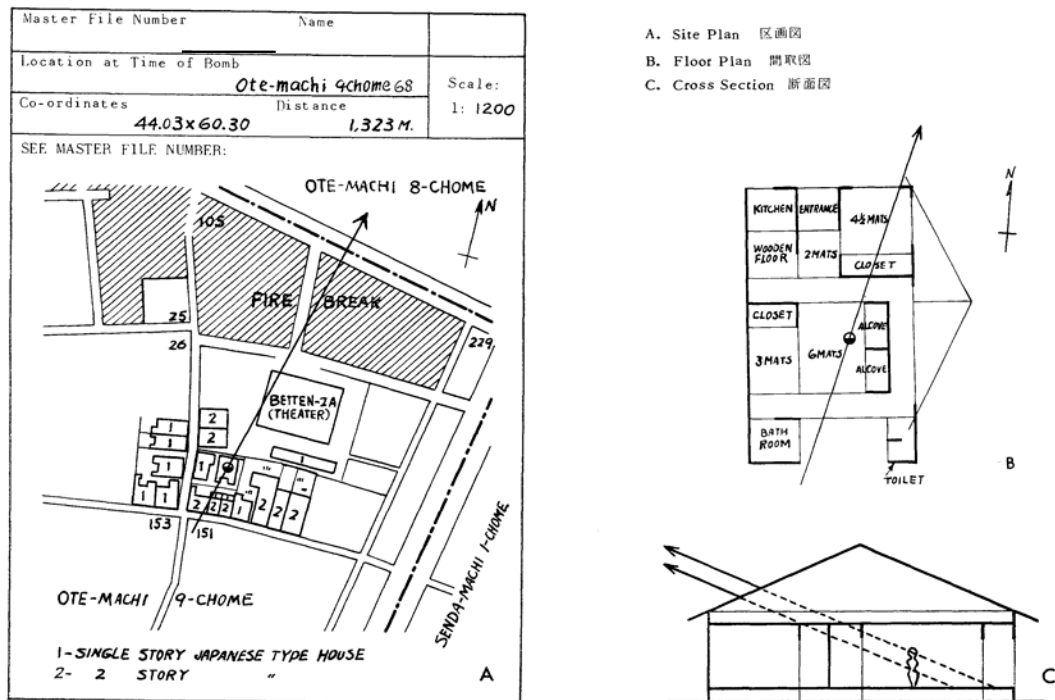 Master File Number Name
Location at Time of Bomb
Ote-machi 9chome 68
Scale:
1: 1200
Co-ordinates Distance
44.03 x 60.30 1,323 M.
SEE MASTER FILE NUMBER:
OTE-MACHI 8-CHOME
N
105
FIRE BREAK
25
26
229
BETTEN-ZA
(THEATER)
1
1
2
2
1
1
1
1
1
2
2
2
1
2
2
2
153
151
SENDA-MACHI 1-CHOME
OTE-MACHI 9-CHOME
1-SINGLE STORY JAPANESE TYPE HOUSE
2- 2 STORY "
A
A. Site Plan 区画図
B. Floor Plan 間取図
C. Cross Section 断面図
N
KITCHEN
ENTRANCE
4½ MATS
WOODEN
FLOOR
2 MATS
CLOSET
CLOSET
3 MATS
6 MATS
ALCOVE
ALCOVE
BATH
ROOM
TOILET
B
C